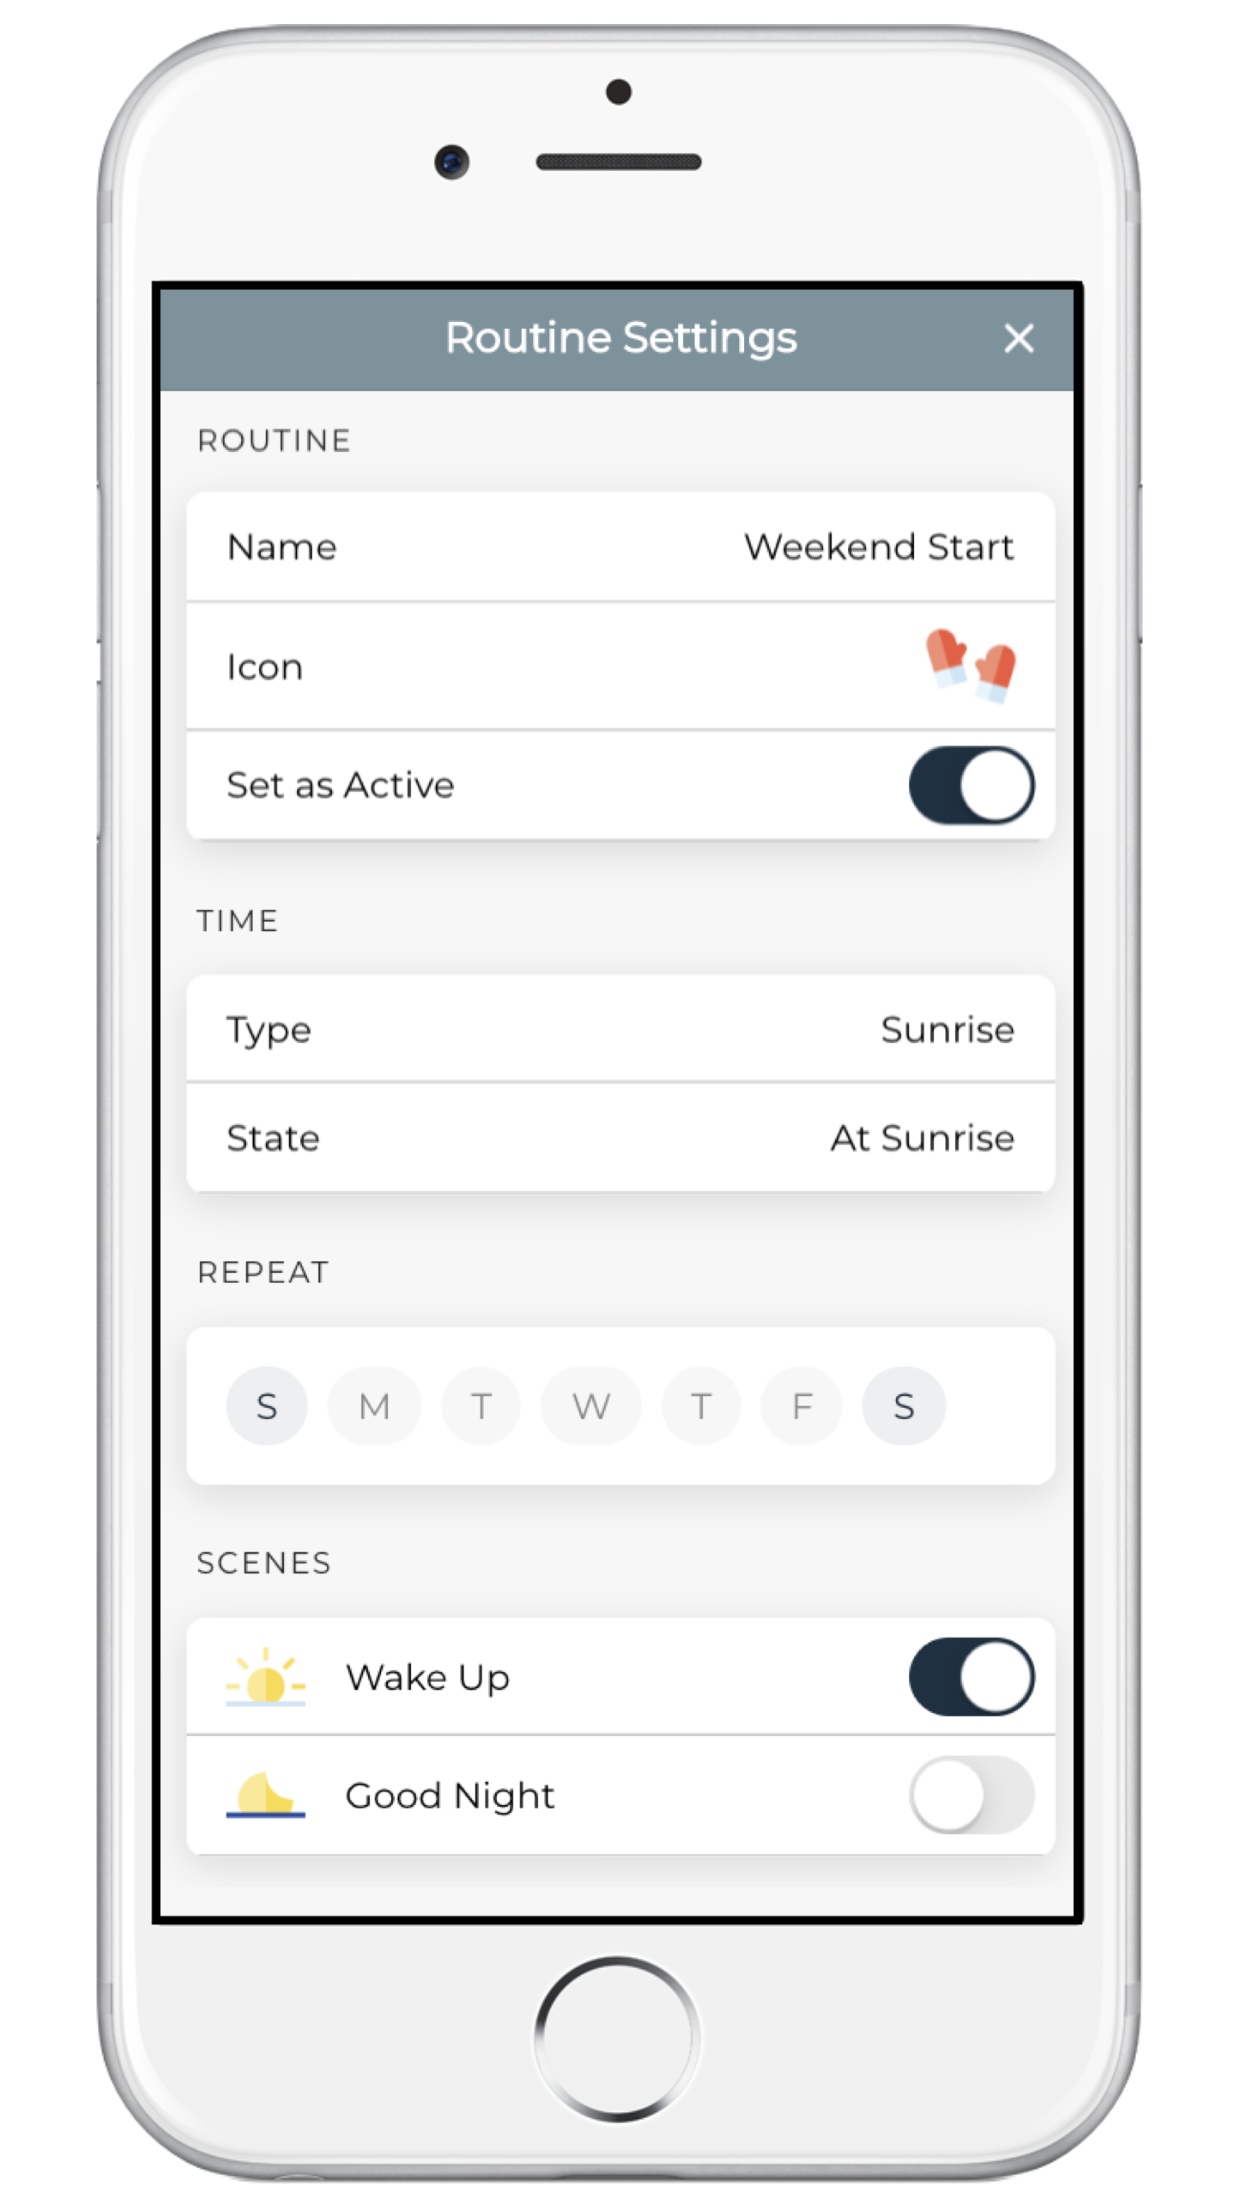 Routine Settings
ROUTINE
Name Weekend Start
Icon
Set as Active
TIME
Type Sunrise
State At Sunrise
REPEAT
S M T W T F S
SCENES
Wake Up
Good Night